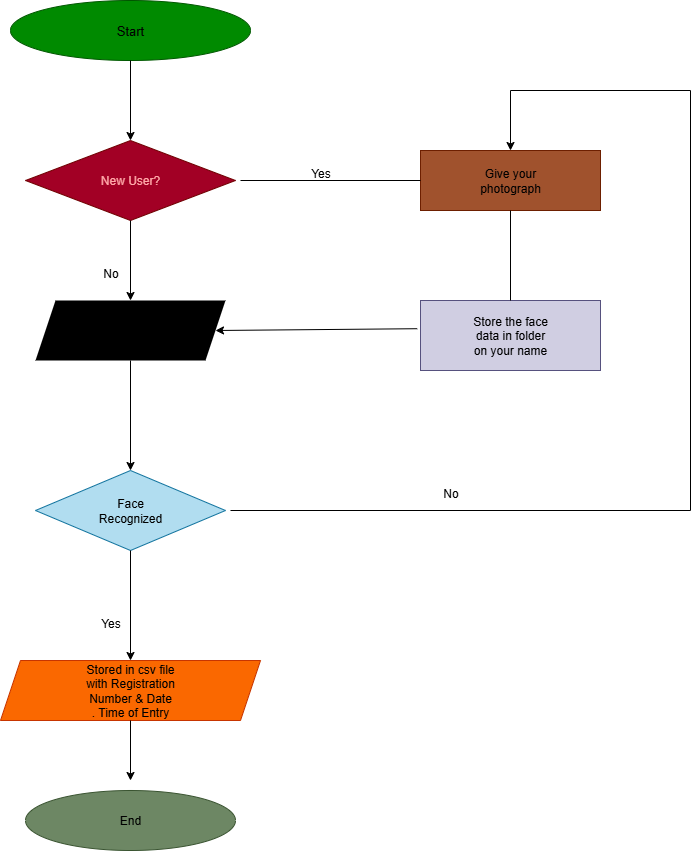 Start
New User?
Yes
Give your
photograph
No
Store the face
data in folder
on your name
Face
Recognized
No
Yes
Stored in csv file
with Registration
Number & Date
. Time of Entry
End